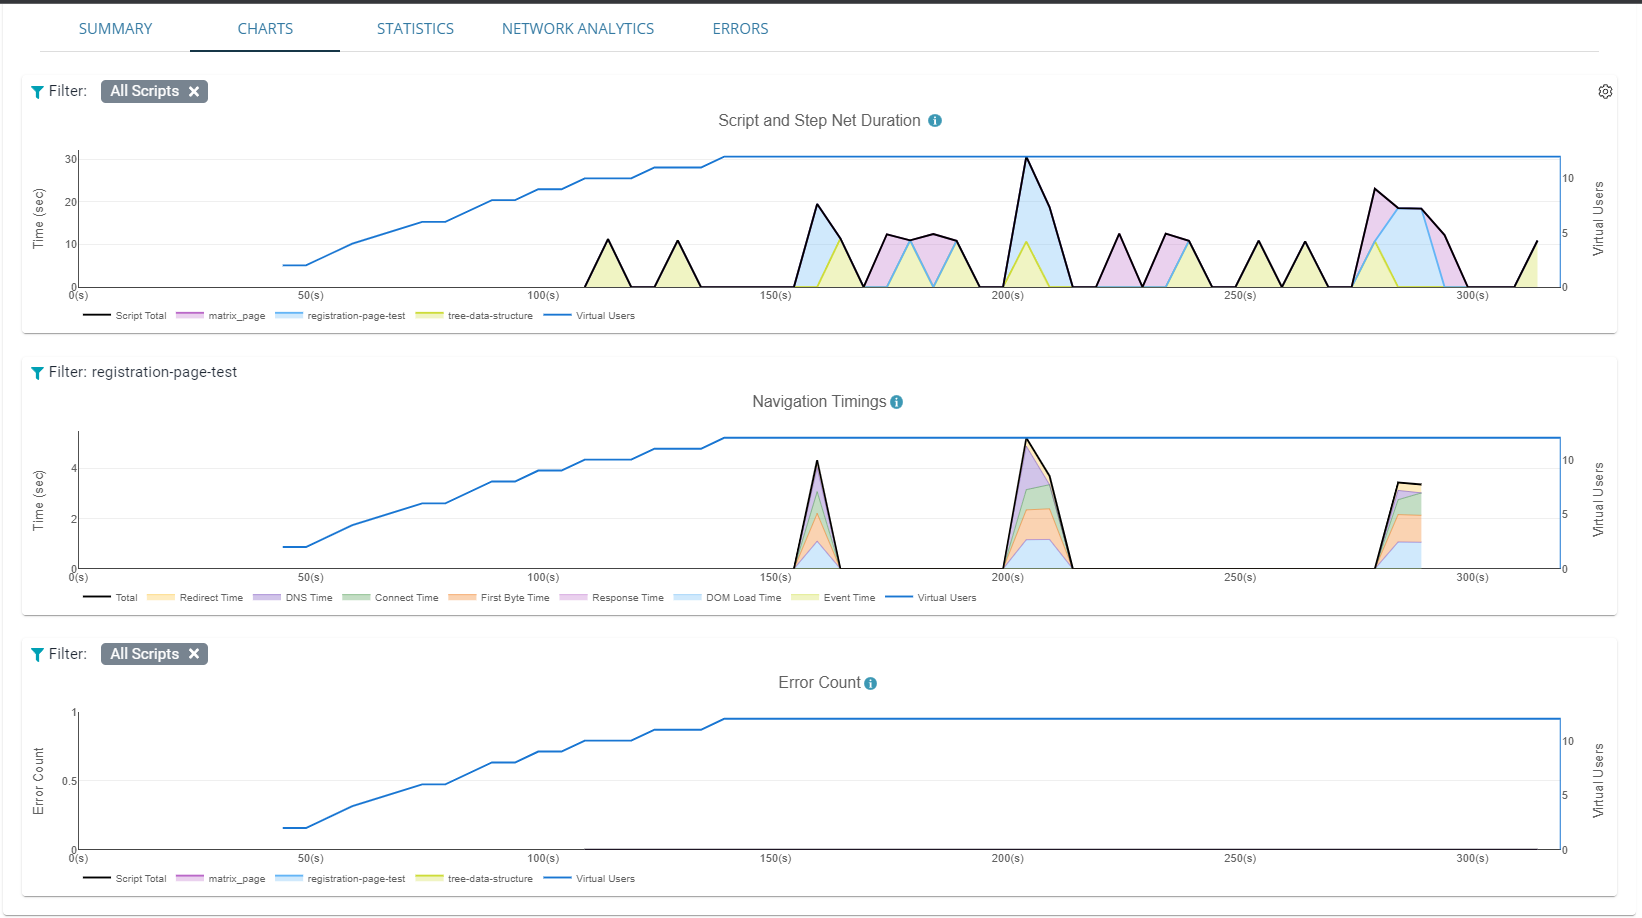 SUMMARY CHARTS STATISTICS NETWORK ANALYTICS ERRORS
Filter: All Scripts ×
Script and Step Net Duration i
Time (sec)
30
20
10
0
0(s) 50(s) 100(s) 150(s) 200(s) 250(s) 300(s)
10
5
0
Virtual Users
Script Total matrix_page registration-page-test tree-data-structure Virtual Users
Filter: registration-page-test
Navigation Timings i
Time (sec)
4
2
0
0(s) 50(s) 100(s) 150(s) 200(s) 250(s) 300(s)
10
5
0
Virtual Users
Total Redirect Time DNS Time Connect Time First Byte Time Response Time DOM Load Time Event Time Virtual Users
Filter: All Scripts ×
Error Count i
Error Count
1
0.5
0
0(s) 50(s) 100(s) 150(s) 200(s) 250(s) 300(s)
10
5
0
Virtual Users
Script Total matrix_page registration-page-test tree-data-structure Virtual Users